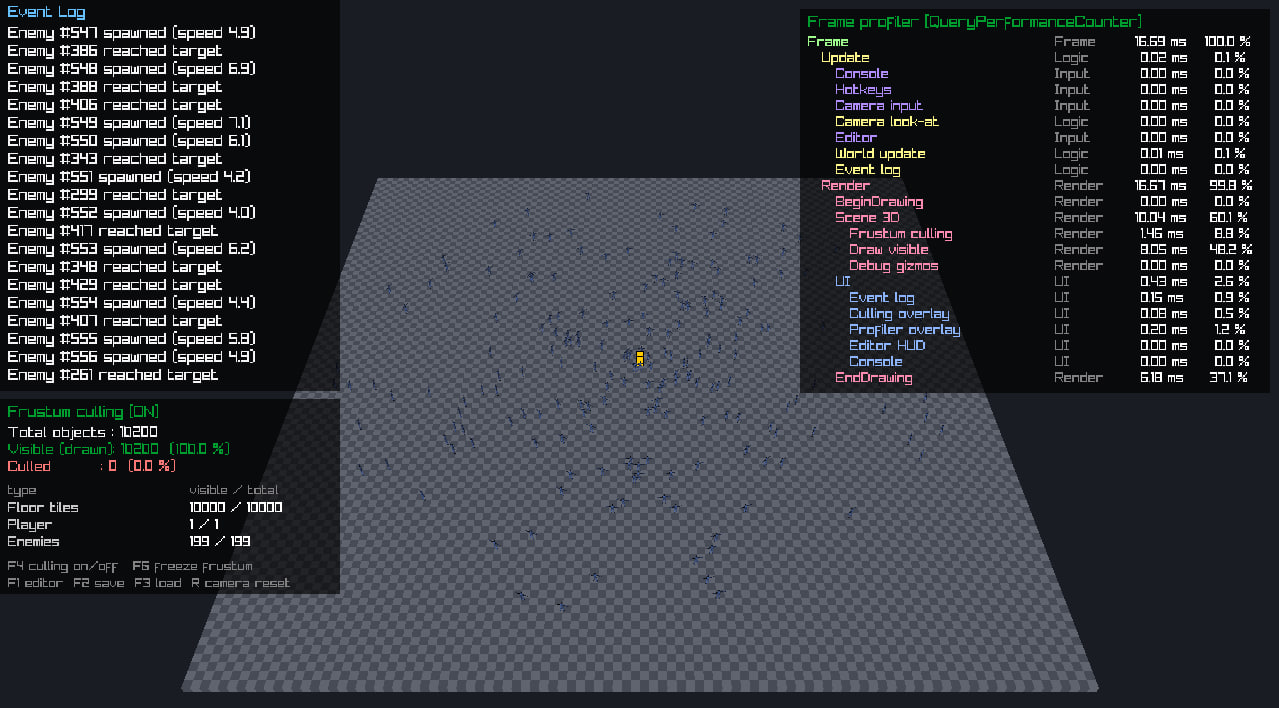 Event Log
Enemy #547 spawned (speed 4.9)
Enemy #386 reached target
Enemy #548 spawned (speed 6.9)
Enemy #388 reached target
Enemy #406 reached target
Enemy #549 spawned (speed 7.1)
Enemy #550 spawned (speed 6.1)
Enemy #343 reached target
Enemy #551 spawned (speed 4.2)
Enemy #299 reached target
Enemy #552 spawned (speed 4.0)
Enemy #417 reached target
Enemy #553 spawned (speed 6.2)
Enemy #348 reached target
Enemy #429 reached target
Enemy #554 spawned (speed 4.4)
Enemy #407 reached target
Enemy #555 spawned (speed 5.8)
Enemy #556 spawned (speed 4.9)
Enemy #261 reached target
Frustum culling [ON]
Total objects : 10200
Visible (drawn): 10200 (100.0 %)
Culled : 0 (0.0 %)
type visible / total
Floor tiles 10000 / 10000
Player 1 / 1
Enemies 199 / 199
F4 culling on/off F6 freeze frustum
F1 editor F2 save F3 load R camera reset
Frame profiler [QueryPerformanceCounter]
Frame Frame 16.69 ms 100.0 %
Update Logic 0.02 ms 0.1 %
Console Input 0.00 ms 0.0 %
Hotkeys Input 0.00 ms 0.0 %
Camera input Input 0.00 ms 0.0 %
Camera look-at Logic 0.00 ms 0.0 %
Editor Input 0.00 ms 0.0 %
World update Logic 0.01 ms 0.1 %
Event log Logic 0.00 ms 0.0 %
Render Render 16.67 ms 99.8 %
BeginDrawing Render 0.00 ms 0.0 %
Scene 3D Render 10.04 ms 60.1 %
Frustum culling Render 1.46 ms 8.8 %
Draw visible Render 8.05 ms 48.2 %
Debug gizmos Render 0.00 ms 0.0 %
UI UI 0.43 ms 2.6 %
Event log UI 0.15 ms 0.9 %
Culling overlay UI 0.08 ms 0.5 %
Profiler overlay UI 0.20 ms 1.2 %
Editor HUD UI 0.00 ms 0.0 %
Console UI 0.00 ms 0.0 %
EndDrawing Render 6.18 ms 37.1 %